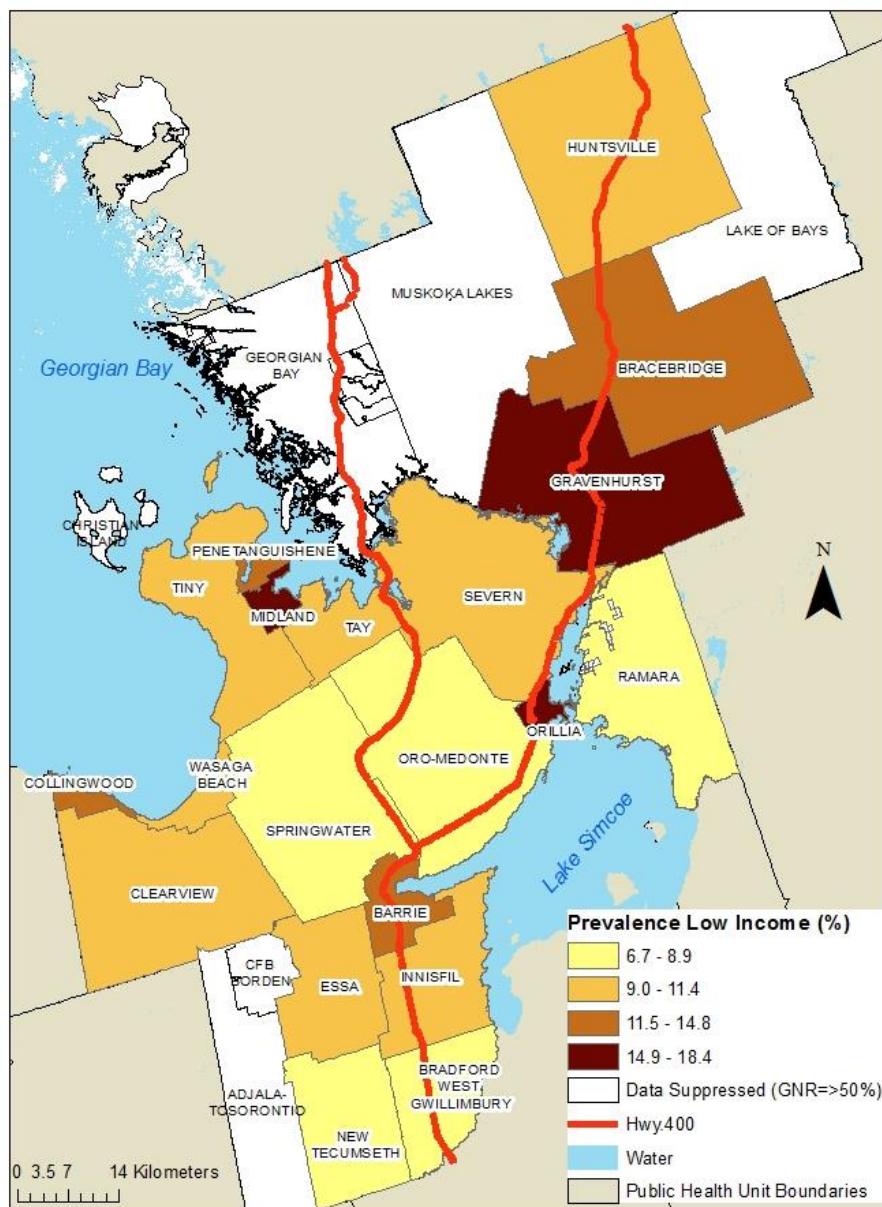 HUNTSVILLE
LAKE OF BAYS
MUSKOKA LAKES
Georgian Bay
GEORGIAN
BAY
BRACEBRIDGE
GRAVENHURST
CHRISTIAN
ISLAND
PENETANGUISHENE
TINY
MIDLAND
TAY
SEVERN
N
RAMARA
ORILLIA
ORO-MEDONTE
WASAGA
BEACH
COLLINGWOOD
SPRINGWATER
Lake Simcoe
CLEARVIEW
BARRIE
CFB
BORDEN
ESSA
INNISFIL
BRADFORD
WEST
GWILLIMBURY
ADJALA-
TOSORONTIO
NEW
TECUMSETH
0 3.5 7 14 Kilometers
Prevalence Low Income (%)
6.7 - 8.9
9.0 - 11.4
11.5 - 14.8
14.9 - 18.4
Data Suppressed (GNR=>50%)
Hwy.400
Water
Public Health Unit Boundaries